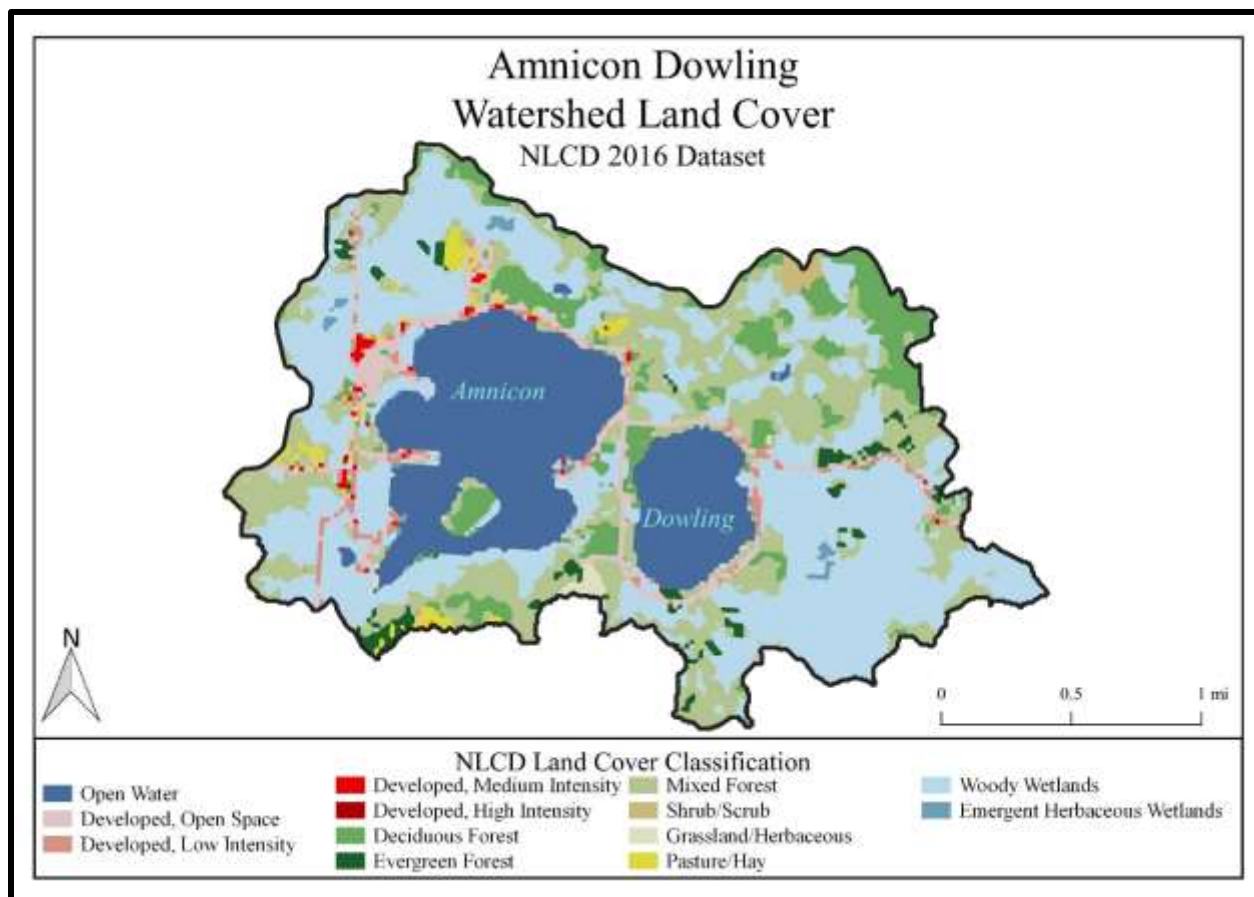 Amnicon Dowling
Watershed Land Cover
NLCD 2016 Dataset
Amnicon
Dowling
N
0 0.5 1 mi
NLCD Land Cover Classification
Open Water
Developed, Open Space
Developed, Low Intensity
Developed, Medium Intensity
Developed, High Intensity
Deciduous Forest
Evergreen Forest
Mixed Forest
Shrub/Scrub
Grassland/Herbaceous
Pasture/Hay
Woody Wetlands
Emergent Herbaceous Wetlands